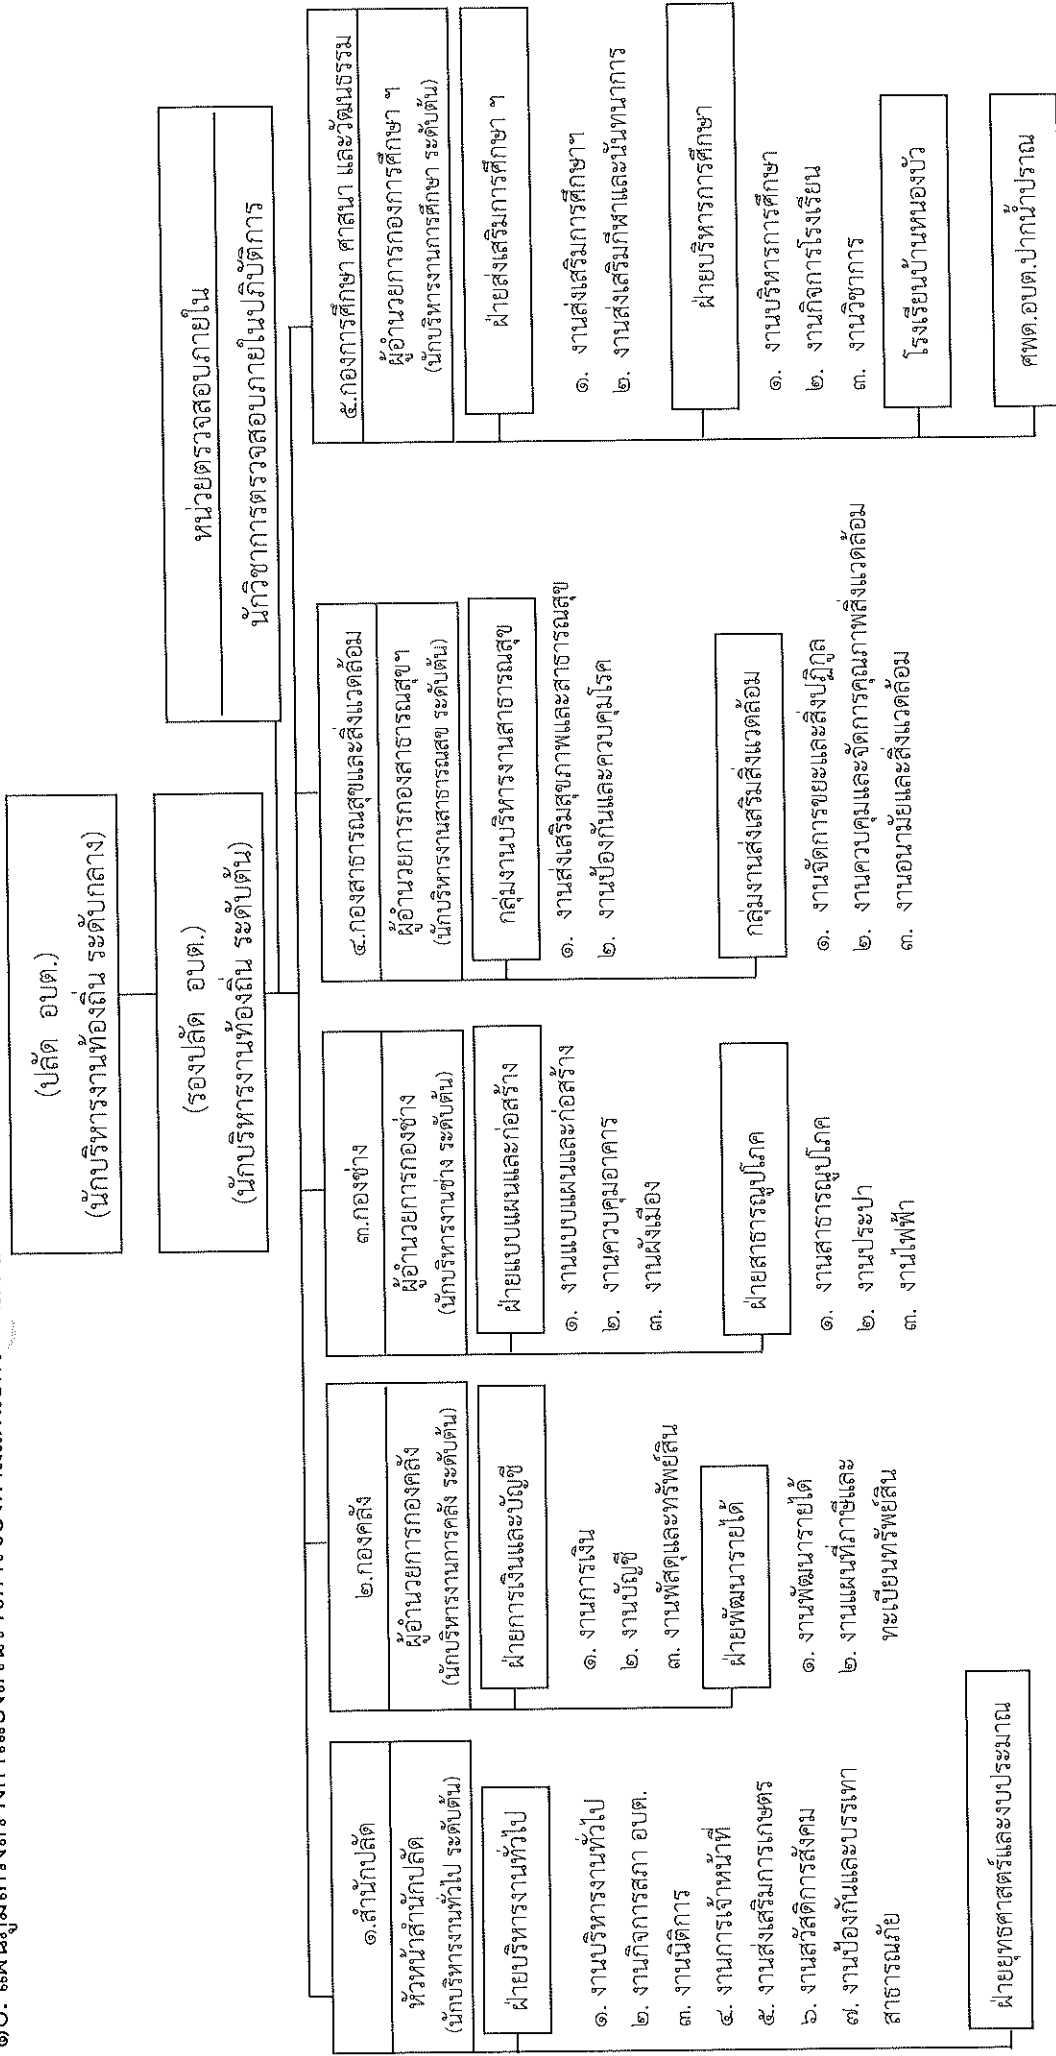 ๑๐. แผนภูมิโครงสร้างการแบ่งส่วนราชการ
(ปลัด อบต.)
(นักบริหารงานท้องถิ่น ระดับกลาง)
(รองปลัด อบต.)
(นักบริหารงานท้องถิ่น ระดับต้น)
หน่วยตรวจสอบภายใน
นักวิชาการตรวจสอบภายในปฏิบัติการ
๑.สำนักปลัด
หัวหน้าสำนักปลัด
(นักบริหารงานทั่วไป ระดับต้น)
ฝ่ายบริหารงานทั่วไป
๑. งานบริหารงานทั่วไป
๒. งานกิจการสภา อบต.
๓. งานนิติการ
๔. งานการเจ้าหน้าที่
๕. งานส่งเสริมการเกษตร
๖. งานสวัสดิการสังคม
๗. งานป้องกันและบรรเทา
สาธารณภัย
ฝ่ายยุทธศาสตร์และงบประมาณ
๒.กองคลัง
ผู้อำนวยการกองคลัง
(นักบริหารงานการคลัง ระดับต้น)
ฝ่ายการเงินและบัญชี
๑. งานการเงิน
๒. งานบัญชี
๓. งานพัสดุและทรัพย์สิน
ฝ่ายพัฒนารายได้
๑. งานพัฒนารายได้
๒. งานแผนที่ภาษีและ
ทะเบียนทรัพย์สิน
๓.กองช่าง
ผู้อำนวยการกองช่าง
(นักบริหารงานช่าง ระดับต้น)
ฝ่ายแบบแผนและก่อสร้าง
๑. งานแบบแผนและก่อสร้าง
๒. งานควบคุมอาคาร
๓. งานผังเมือง
ฝ่ายสาธารณูปโภค
๑. งานสาธารณูปโภค
๒. งานประปา
๓. งานไฟฟ้า
๔.กองสาธารณสุขและสิ่งแวดล้อม
ผู้อำนวยการกองสาธารณสุขฯ
(นักบริหารงานสาธารณสุข ระดับต้น)
กลุ่มงานบริหารงานสาธารณสุข
๑. งานส่งเสริมสุขภาพและสาธารณสุข
๒. งานป้องกันและควบคุมโรค
กลุ่มงานส่งเสริมสิ่งแวดล้อม
๑. งานจัดการขยะและสิ่งปฏิกูล
๒. งานควบคุมและจัดการคุณภาพสิ่งแวดล้อม
๓. งานอนามัยและสิ่งแวดล้อม
๕.กองการศึกษา ศาสนา และวัฒนธรรม
ผู้อำนวยการกองการศึกษา ฯ
(นักบริหารงานการศึกษา ระดับต้น)
ฝ่ายส่งเสริมการศึกษา ฯ
๑. งานส่งเสริมการศึกษาฯ
๒. งานส่งเสริมกีฬาและนันทนาการ
ฝ่ายบริหารการศึกษา
๑. งานบริหารการศึกษา
๒. งานกิจการโรงเรียน
๓. งานวิชาการ
โรงเรียนบ้านหนองบัว
ศพด.อบต.ปากน้ำปราณ